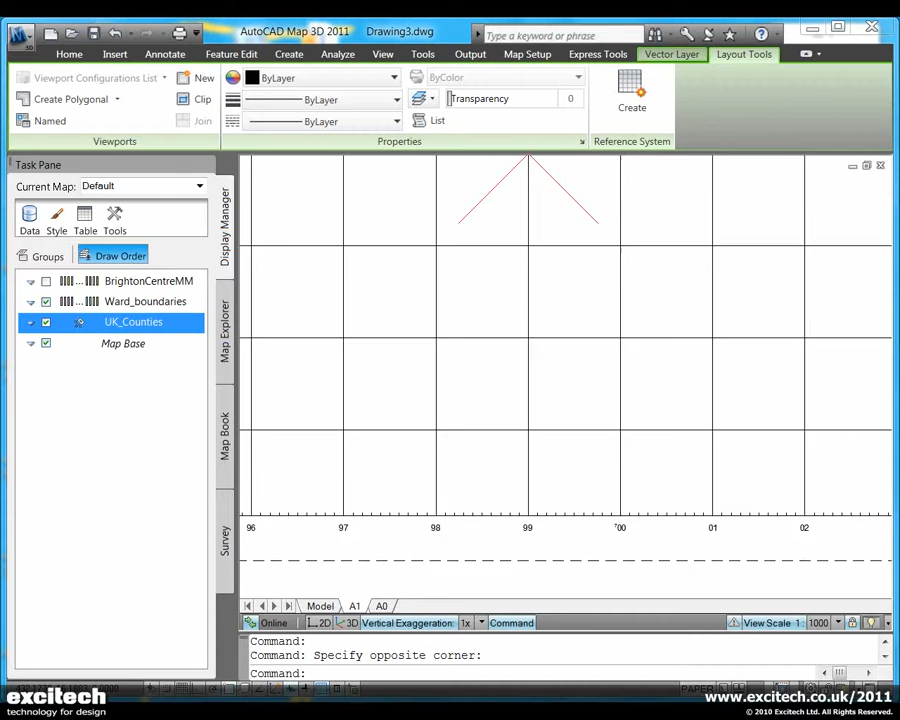 AutoCAD Map 3D 2011 Drawing3.dwg Type a keyword or phrase
Home Insert Annotate Feature Edit Create Analyze View Tools Output Map Setup Express Tools Vector Layer Layout Tools
Viewport Configurations List New ByLayer ByColor
Create Polygonal Clip ByLayer Transparency 0 Create
Named Join ByLayer List
Viewports Properties Reference System
Task Pane
Current Map: Default
Data Style Table Tools
Groups Draw Order
BrightonCentreMM
Ward_boundaries
UK_Counties
Map Base
Display Manager
Map Explorer
Map Book
Survey
96 97 98 99 700 01 02
Model A1 A0
Online 2D 3D Vertical Exaggeration: 1x Command View Scale 1: 1000
Command:
Command: Specify opposite corner:
Command:
PAPER
excitech
technology for design
www.excitech.co.uk/2011
© 2010 Excitech Ltd. All Rights Reserved.